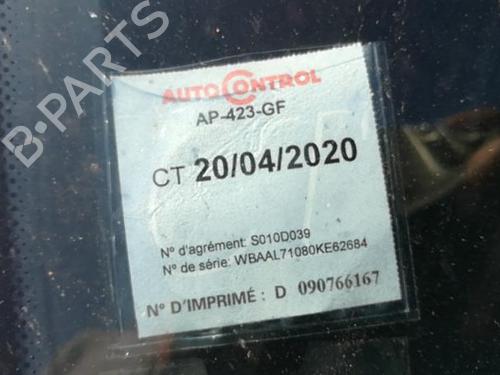 B-PARTS
AUTOCONTROL
AP-423-GF
CT 20/04/2020
N° d'agrément: S010D039
N° de série: WBAAL71080KE62684
N° D'IMPRIMÉ : D 090766167